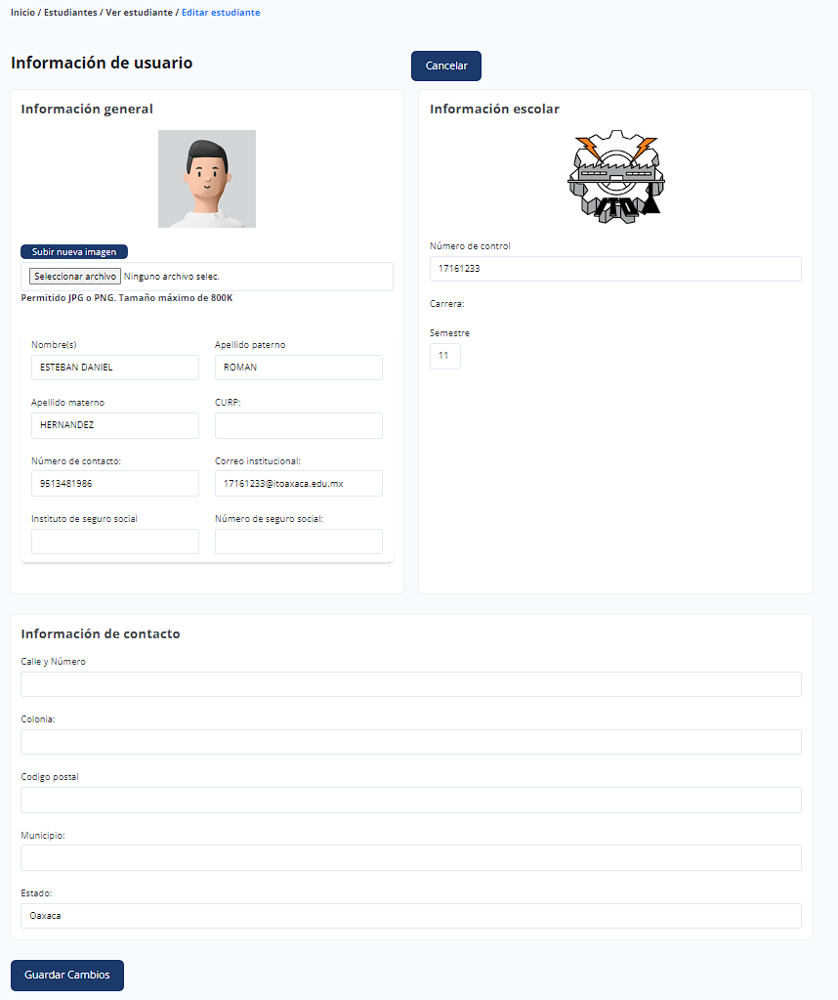 Inicio / Estudiantes / Ver estudiante / Editar estudiante
Información de usuario
Cancelar
Información general
Subir nueva imagen
Seleccionar archivo Ninguno archivo selec.
Permitido JPG o PNG. Tamaño máximo de 800K
Nombre(s) Apellido paterno
ESTEBAN DANIEL ROMAN
Apellido materno CURP:
HERNANDEZ
Número de contacto: Correo institucional:
9513481986 17161233@itoaxaca.edu.mx
Instituto de seguro social Número de seguro social:
Información escolar
ITO
Número de control
17161233
Carrera:
Semestre
11
Información de contacto
Calle y Número
Colonia:
Codigo postal
Municipio:
Estado:
Oaxaca
Guardar Cambios